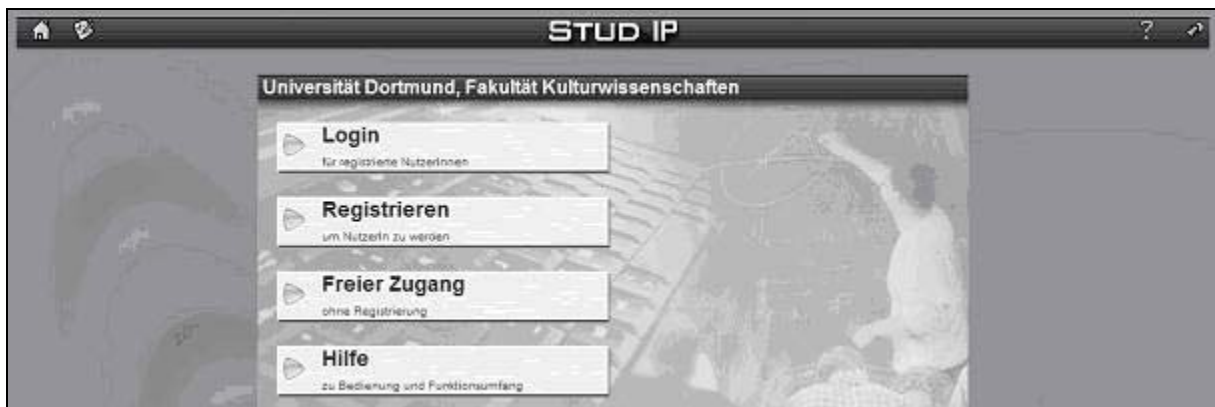 STUD IP
?
Universität Dortmund, Fakultät Kulturwissenschaften
Login
für registrierte NutzerInnen
Registrieren
um NutzerIn zu werden
Freier Zugang
ohne Registrierung
Hilfe
zu Bedienung und Funktionsumfang